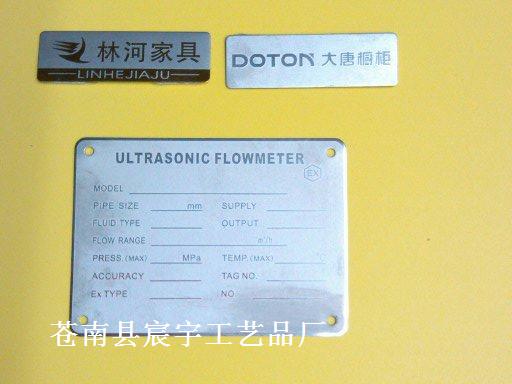 林河家具
LINHEJIAJU
DOTON 大唐橱柜
ULTRASONIC FLOWMETER
EX
MODEL
PIPE SIZE mm SUPPLY
FLUID TYPE OUTPUT
FLOW RANGE m³/h
PRESS.(MAX) MPa TEMP.(MAX) ℃
ACCURACY TAG NO.
Ex TYPE NO
苍南县宸宇工艺品厂